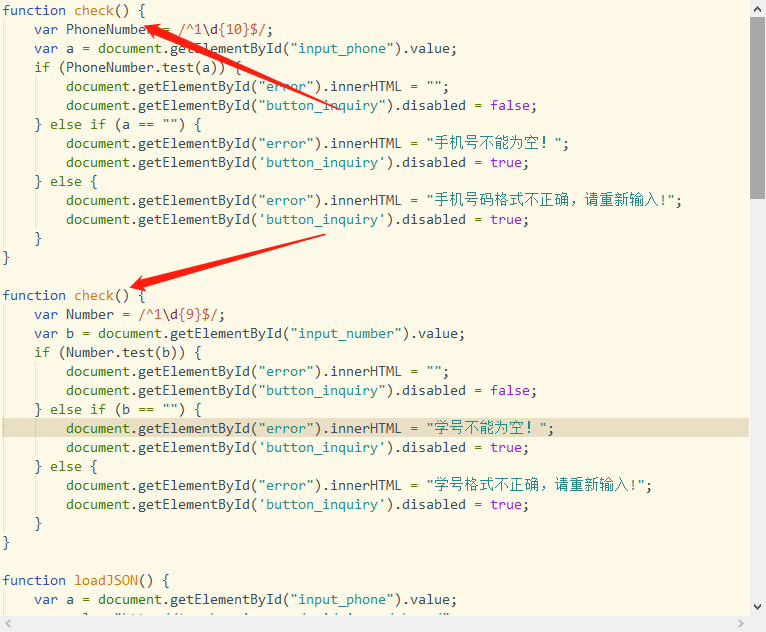 function check() {
var PhoneNumber = /^1\d{10}$/;
var a = document.getElementById("input_phone").value;
if (PhoneNumber.test(a)) {
document.getElementById("error").innerHTML = "";
document.getElementById("button_inquiry").disabled = false;
} else if (a == "") {
document.getElementById("error").innerHTML = "手机号不能为空！";
document.getElementById('button_inquiry').disabled = true;
} else {
document.getElementById("error").innerHTML = "手机号码格式不正确，请重新输入!";
document.getElementById('button_inquiry').disabled = true;
}
}
function check() {
var Number = /^1\d{9}$/;
var b = document.getElementById("input_number").value;
if (Number.test(b)) {
document.getElementById("error").innerHTML = "";
document.getElementById("button_inquiry").disabled = false;
} else if (b == "") {
document.getElementById("error").innerHTML = "学号不能为空！";
document.getElementById('button_inquiry').disabled = true;
} else {
document.getElementById("error").innerHTML = "学号格式不正确，请重新输入!";
document.getElementById('button_inquiry').disabled = true;
}
}
function loadJSON() {
var a = document.getElementById("input_phone").value;